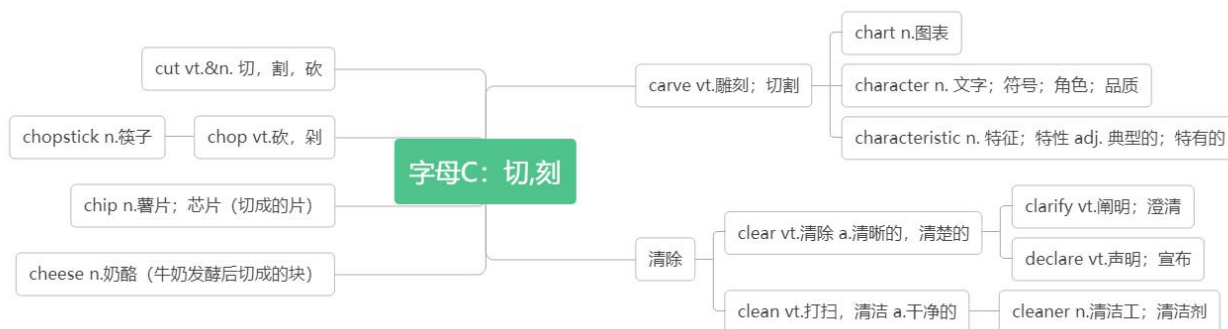 字母C：切,刻
cut vt.&n. 切，割，砍
chop vt.砍，剁
chopstick n.筷子
chip n.薯片；芯片（切成的片）
cheese n.奶酪（牛奶发酵后切成的块）
carve vt.雕刻；切割
chart n.图表
character n. 文字；符号；角色；品质
characteristic n. 特征；特性 adj. 典型的；特有的
清除
clear vt.清除 a.清晰的，清楚的
clarify vt.阐明；澄清
declare vt.声明；宣布
clean vt.打扫，清洁 a.干净的
cleaner n.清洁工；清洁剂